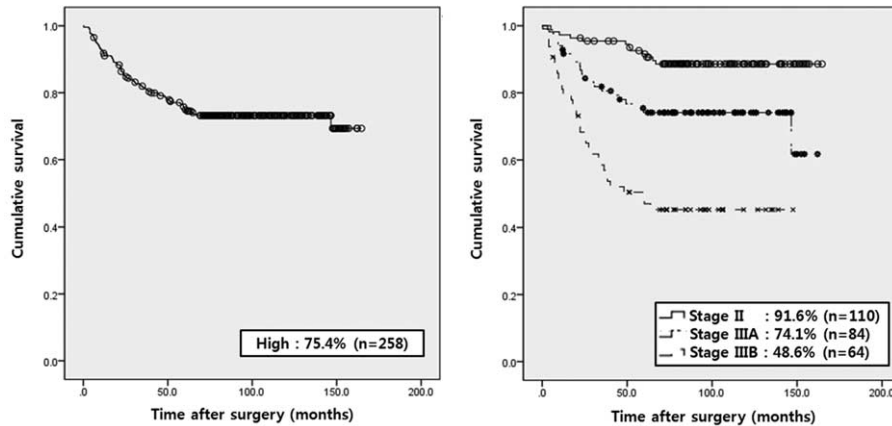 1.0
0.8
0.6
0.4
0.2
0.0
Cumulative survival
High : 75.4% (n=258)
.0 50.0 100.0 150.0 200.0
Time after surgery (months)
1.0
0.8
0.6
0.4
0.2
0.0
Cumulative survival
Stage II : 91.6% (n=110)
Stage IIIA : 74.1% (n=84)
Stage IIIB : 48.6% (n=64)
.0 50.0 100.0 150.0 200.0
Time after surgery (months)